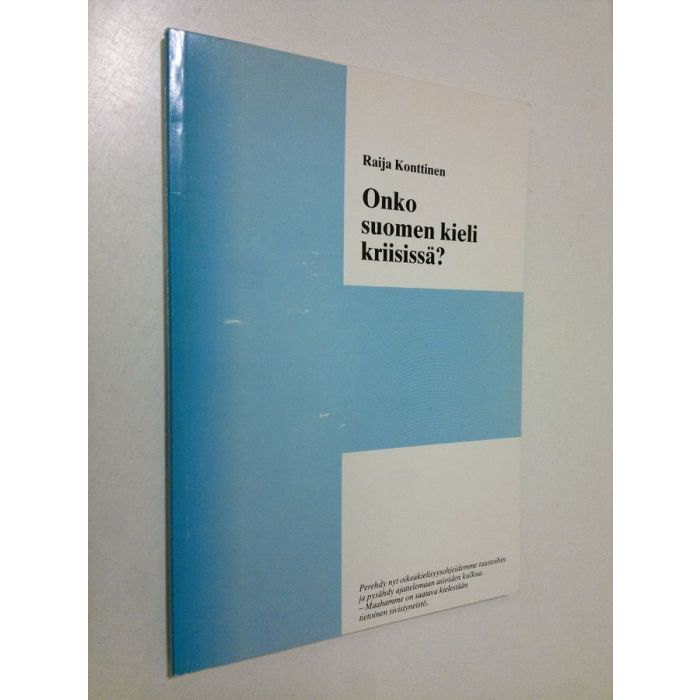 Raija Konttinen
Onko
suomen kieli
kriisissä?
Perehdy nyt oikeakielisyysohjeidemme taustoihin
ja pysähdy ajattelemaan asioiden kulkua.
– Maahamme on saatava kielestään
tietoinen sivistyneistö.